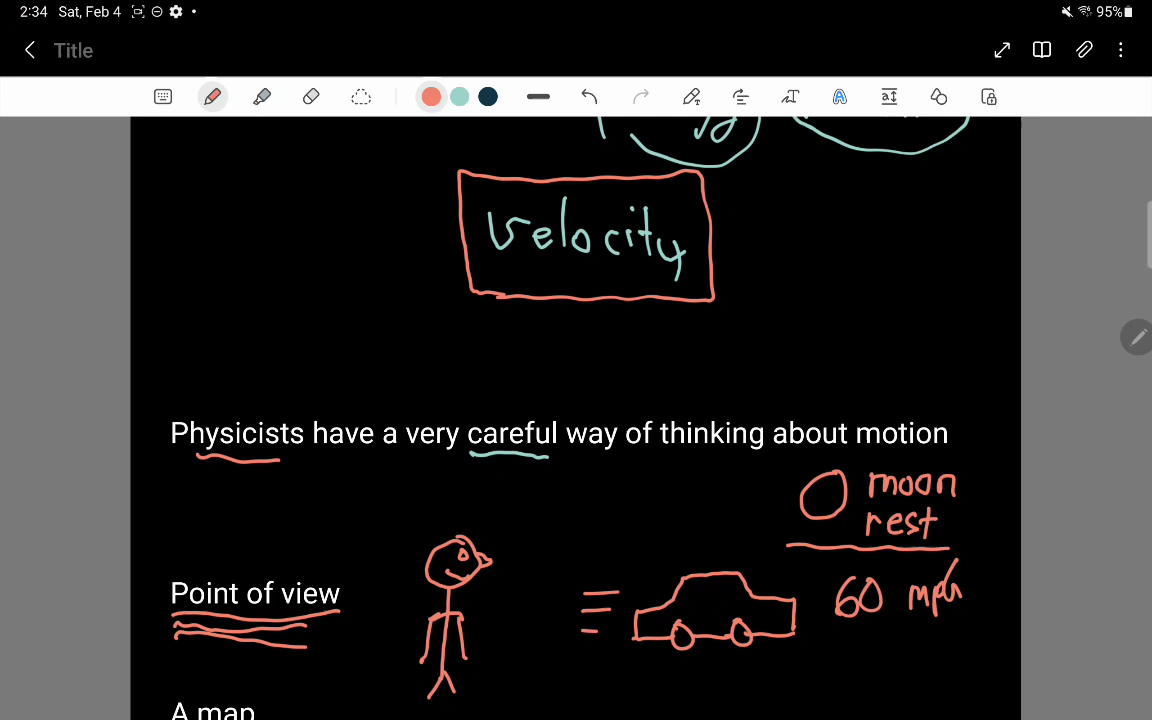 2:34 Sat, Feb 4
95%
Title
velocity
Physicists have a very careful way of thinking about motion
moon
rest
Point of view
60 mph
A map